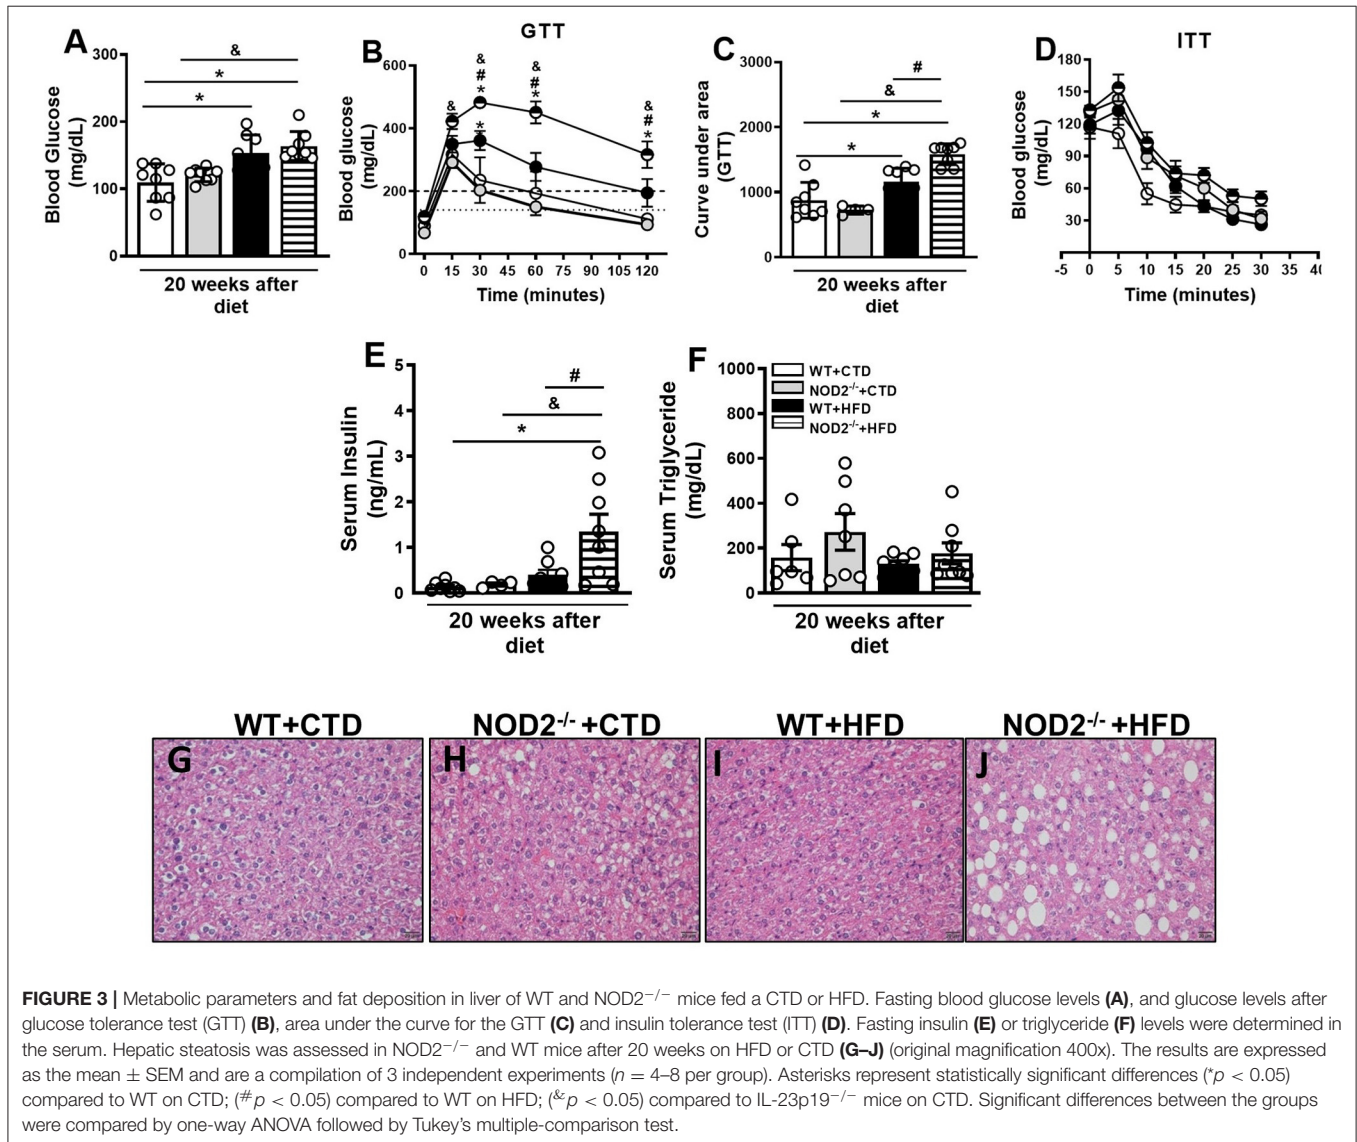 A
300
200
100
0
Blood Glucose
(mg/dL)
&
*
*
20 weeks after
diet
B
GTT
600
400
200
0
Blood glucose
(mg/dL)
&
&
#
*
*
&
#
*
&
#
*
0 15 30 45 60 75 90 105 120
Time (minutes)
C
3000
2000
1000
0
Curve under area
(GTT)
#
&
*
*
20 weeks after
diet
D
ITT
180
150
120
90
60
30
Blood glucose
(mg/dL)
-5 0 5 10 15 20 25 30 35
Time (minutes)
E
5
4
3
2
1
0
Serum Insulin
(ng/mL)
#
&
*
20 weeks after
diet
F
1000
800
600
400
200
0
Serum Triglyceride
(mg/dL)
WT+CTD
NOD2-/-+CTD
WT+HFD
NOD2-/-+HFD
20 weeks after
diet
WT+CTD NOD2-/- +CTD WT+HFD NOD2-/- +HFD
G H I J
FIGURE 3 | Metabolic parameters and fat deposition in liver of WT and NOD2−/− mice fed a CTD or HFD. Fasting blood glucose levels (A), and glucose levels after
glucose tolerance test (GTT) (B), area under the curve for the GTT (C) and insulin tolerance test (ITT) (D). Fasting insulin (E) or triglyceride (F) levels were determined in
the serum. Hepatic steatosis was assessed in NOD2−/− and WT mice after 20 weeks on HFD or CTD (G–J) (original magnification 400x). The results are expressed
as the mean ± SEM and are a compilation of 3 independent experiments (n = 4–8 per group). Asterisks represent statistically significant differences (*p < 0.05)
compared to WT on CTD; (#p < 0.05) compared to WT on HFD; (&p < 0.05) compared to IL-23p19−/− mice on CTD. Significant differences between the groups
were compared by one-way ANOVA followed by Tukey's multiple-comparison test.